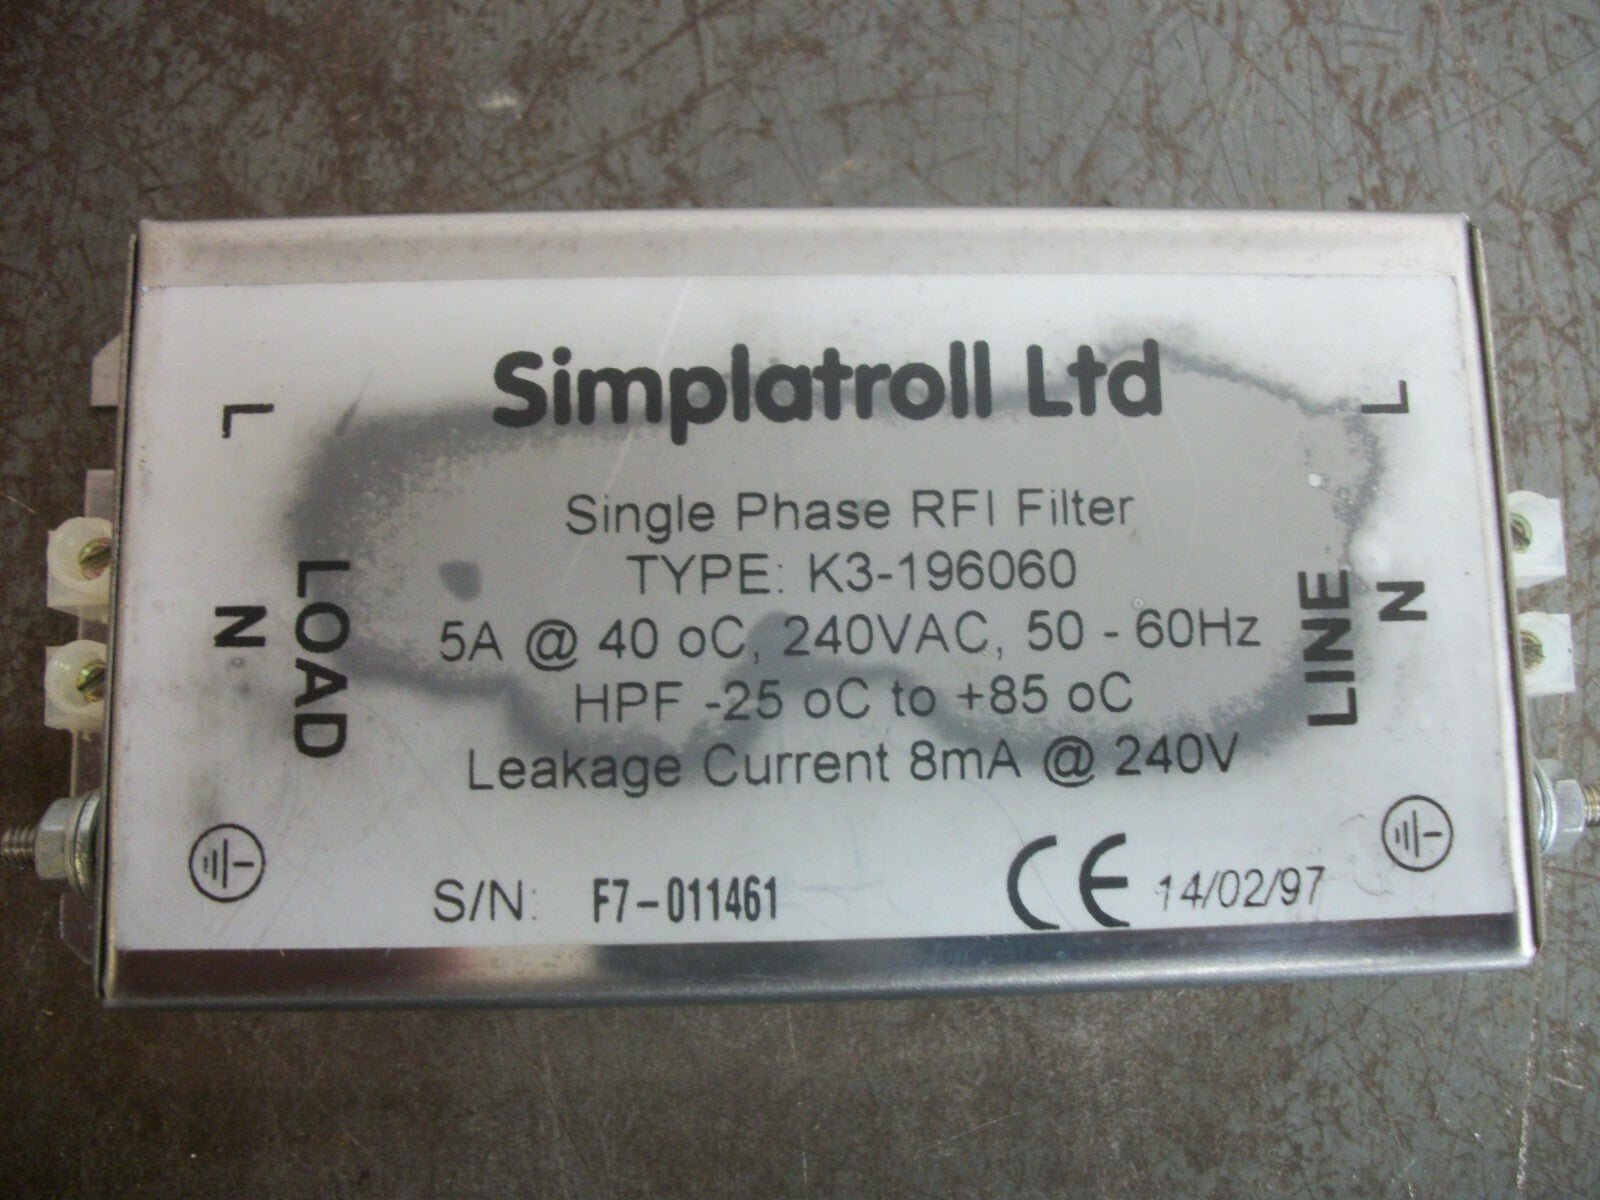 Simplatroll Ltd
Single Phase RFI Filter
TYPE: K3-196060
5A @ 40 oC, 240VAC, 50 - 60Hz
HPF -25 oC to +85 oC
Leakage Current 8mA @ 240V
L
N
LOAD
L
N
LINE
S/N: F7-011461
CE 14/02/97